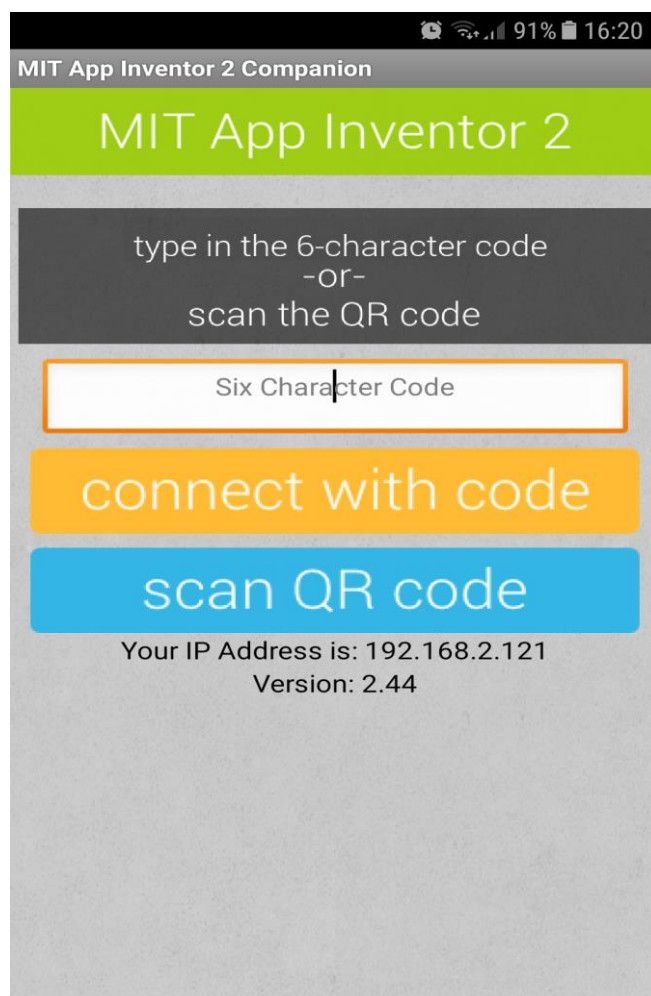 91% 16:20
MIT App Inventor 2 Companion
MIT App Inventor 2
type in the 6-character code
-or-
scan the QR code
Six Character Code
connect with code
scan QR code
Your IP Address is: 192.168.2.121
Version: 2.44